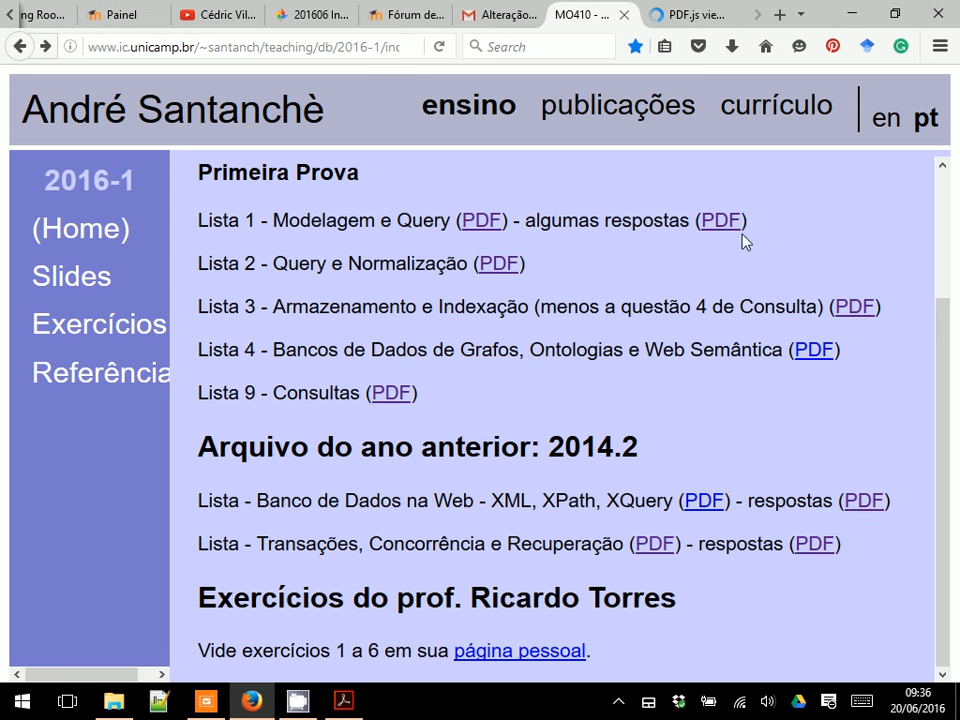 ng Roo...
Painel
Cédric Vil...
201606 In...
Fórum de...
Alteração...
MO410 - ...
PDF.js vie...
www.ic.unicamp.br/~santanch/teaching/db/2016-1/inc
Search
André Santanchè
ensino publicações currículo
en pt
2016-1
(Home)
Slides
Exercícios
Referência
Primeira Prova
Lista 1 - Modelagem e Query (PDF) - algumas respostas (PDF)
Lista 2 - Query e Normalização (PDF)
Lista 3 - Armazenamento e Indexação (menos a questão 4 de Consulta) (PDF)
Lista 4 - Bancos de Dados de Grafos, Ontologias e Web Semântica (PDF)
Lista 9 - Consultas (PDF)
Arquivo do ano anterior: 2014.2
Lista - Banco de Dados na Web - XML, XPath, XQuery (PDF) - respostas (PDF)
Lista - Transações, Concorrência e Recuperação (PDF) - respostas (PDF)
Exercícios do prof. Ricardo Torres
Vide exercícios 1 a 6 em sua página pessoal.
09:36
20/06/2016